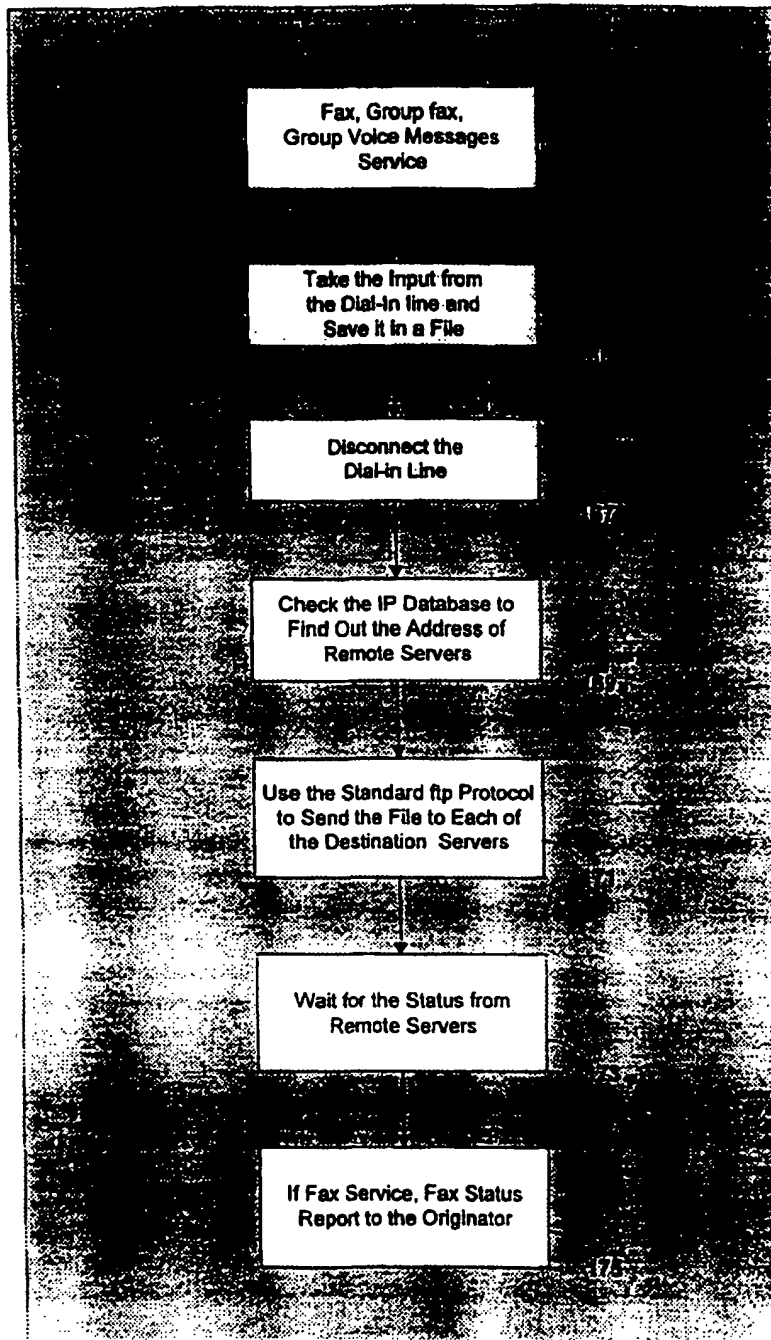 Fax, Group fax,
Group Voice Messages
Service
Take the Input from
the Dial-in line and
Save it in a File
Disconnect the
Dial-in Line
Check the IP Database to
Find Out the Address of
Remote Servers
Use the Standard ftp Protocol
to Send the File to Each of
the Destination Servers
Wait for the Status from
Remote Servers
If Fax Service, Fax Status
Report to the Originator